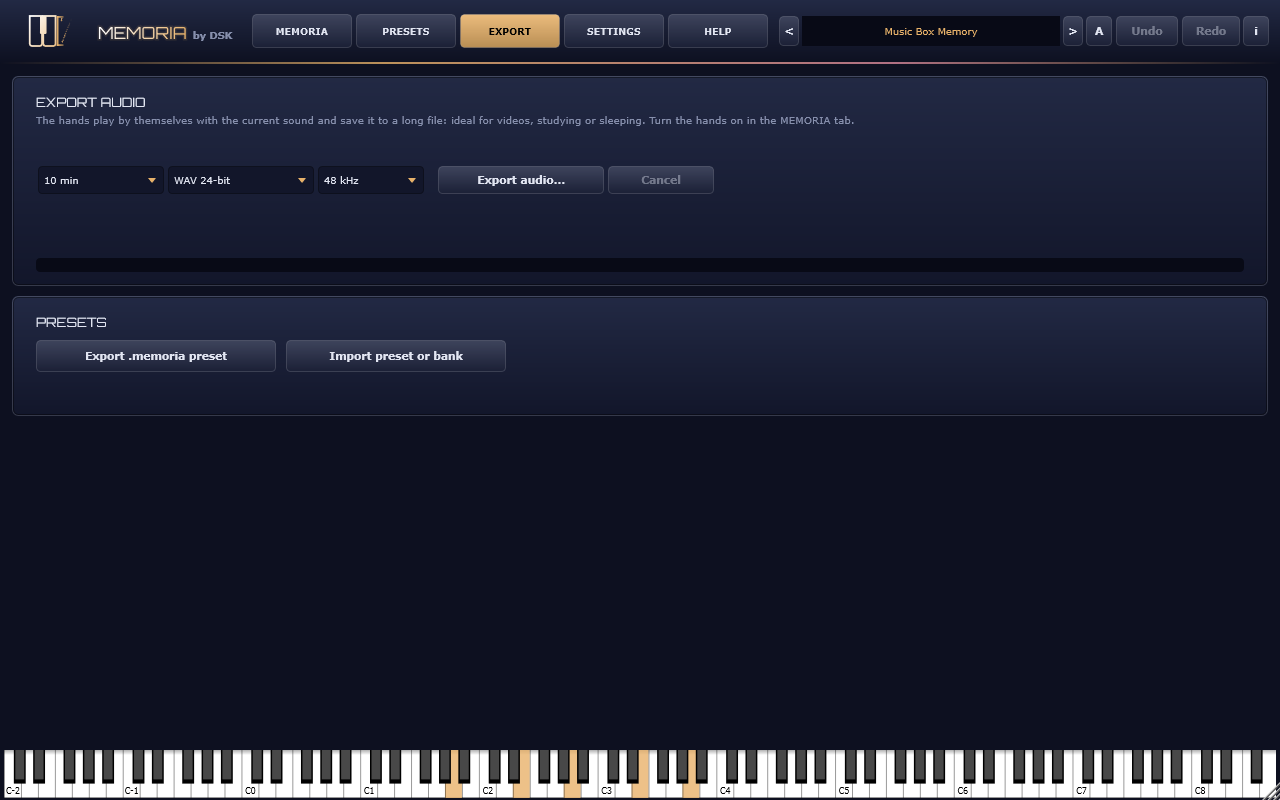 MEMORIA by DSK
MEMORIA
PRESETS
EXPORT
SETTINGS
HELP
<
Music Box Memory
>
A
Undo
Redo
i
EXPORT AUDIO
The hands play by themselves with the current sound and save it to a long file: ideal for videos, studying or sleeping. Turn the hands on in the MEMORIA tab.
10 min
WAV 24-bit
48 kHz
Export audio...
Cancel
PRESETS
Export .memoria preset
Import preset or bank
C-2
C-1
C0
C1
C2
C3
C4
C5
C6
C7
C8